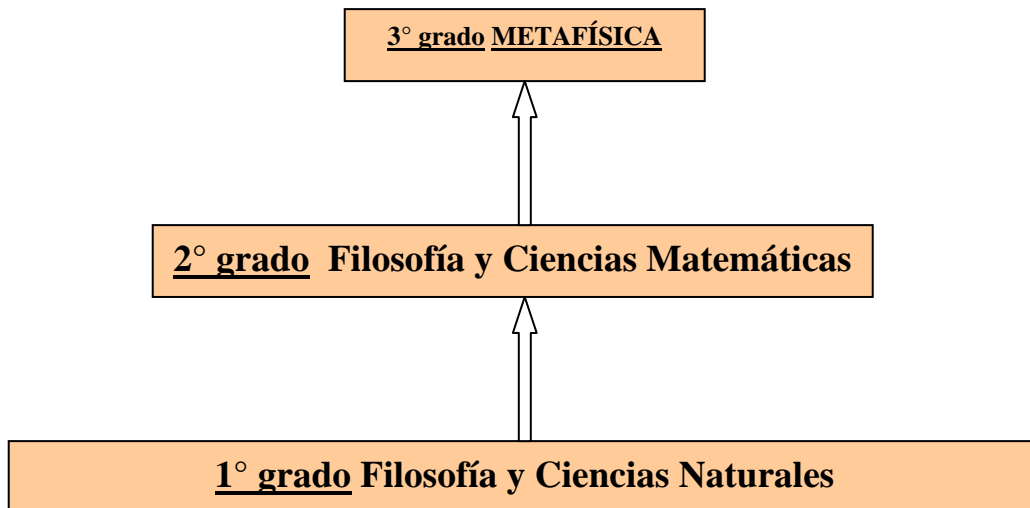 3° grado METAFÍSICA
2° grado Filosofía y Ciencias Matemáticas
1° grado Filosofía y Ciencias Naturales